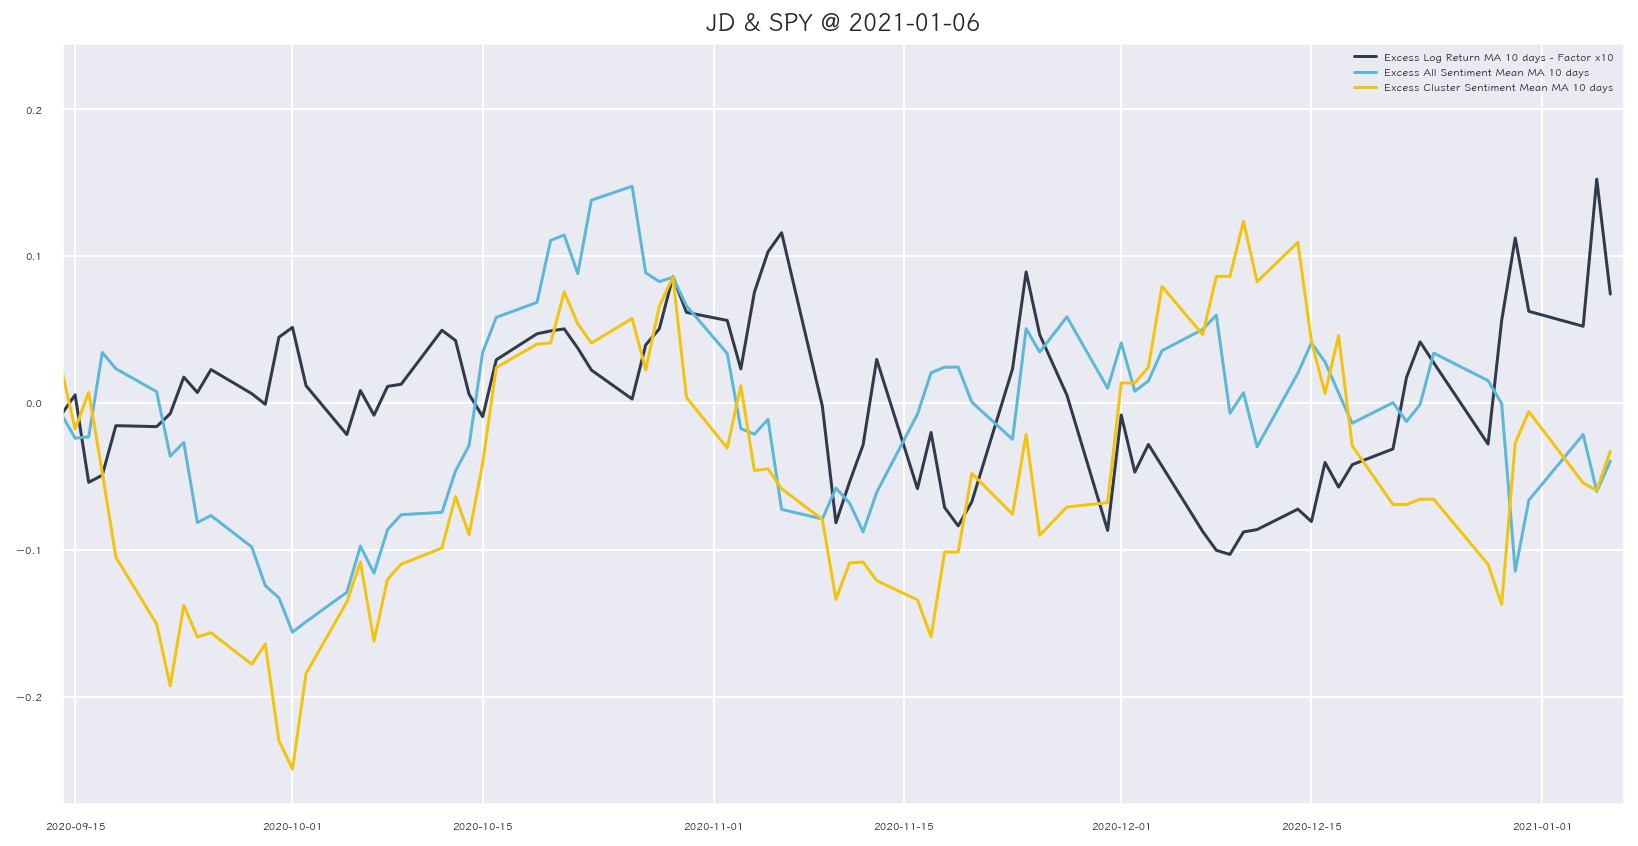 JD & SPY @ 2021-01-06
Excess Log Return MA 10 days - Factor x10
Excess All Sentiment Mean MA 10 days
Excess Cluster Sentiment Mean MA 10 days
0.2
0.1
0.0
−0.1
−0.2
2020-09-15 2020-10-01 2020-10-15 2020-11-01 2020-11-15 2020-12-01 2020-12-15 2021-01-01